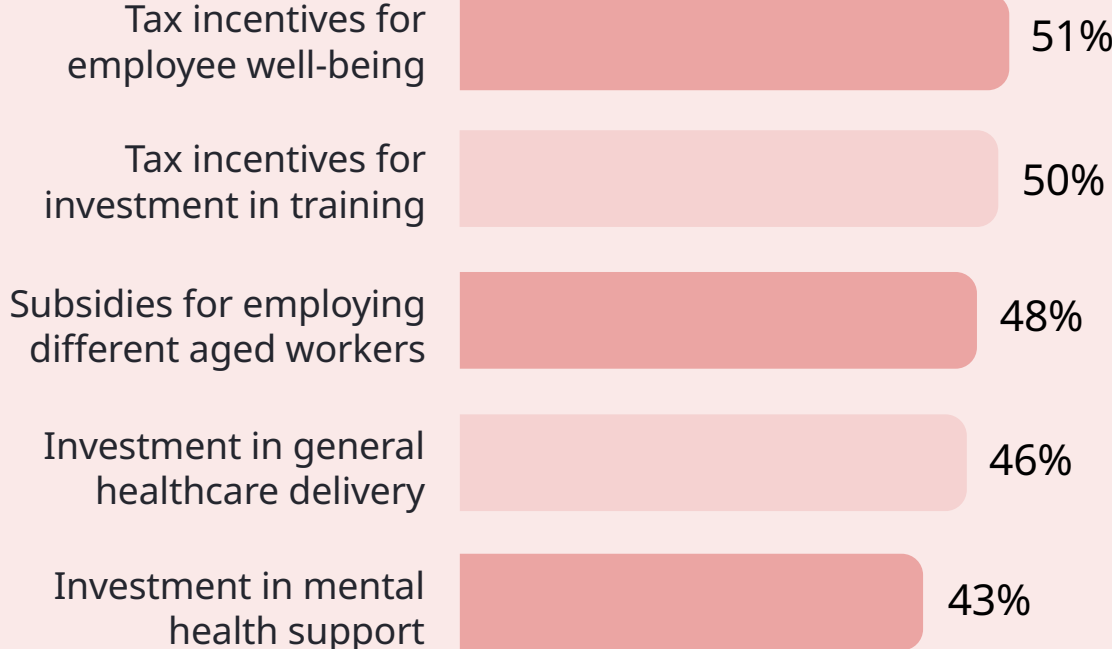 Tax incentives for
employee well-being
51%
Tax incentives for
investment in training
50%
Subsidies for employing
different aged workers
48%
Investment in general
healthcare delivery
46%
Investment in mental
health support
43%